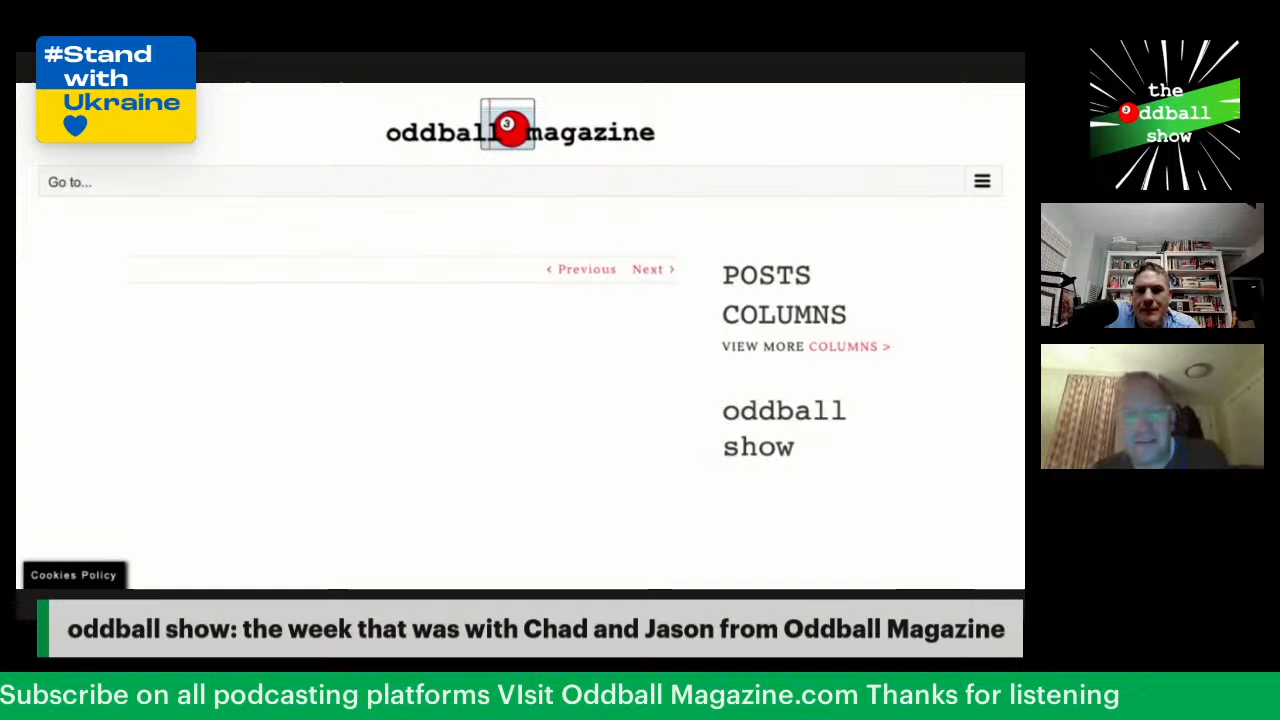 #Stand
with
Ukraine
oddball 3 magazine
Go to...
‹ Previous Next ›
POSTS
COLUMNS
VIEW MORE COLUMNS >
oddball
show
Cookies Policy
the
3ddball
show
oddball show: the week that was with Chad and Jason from Oddball Magazine
Subscribe on all podcasting platforms VIsit Oddball Magazine.com Thanks for listening